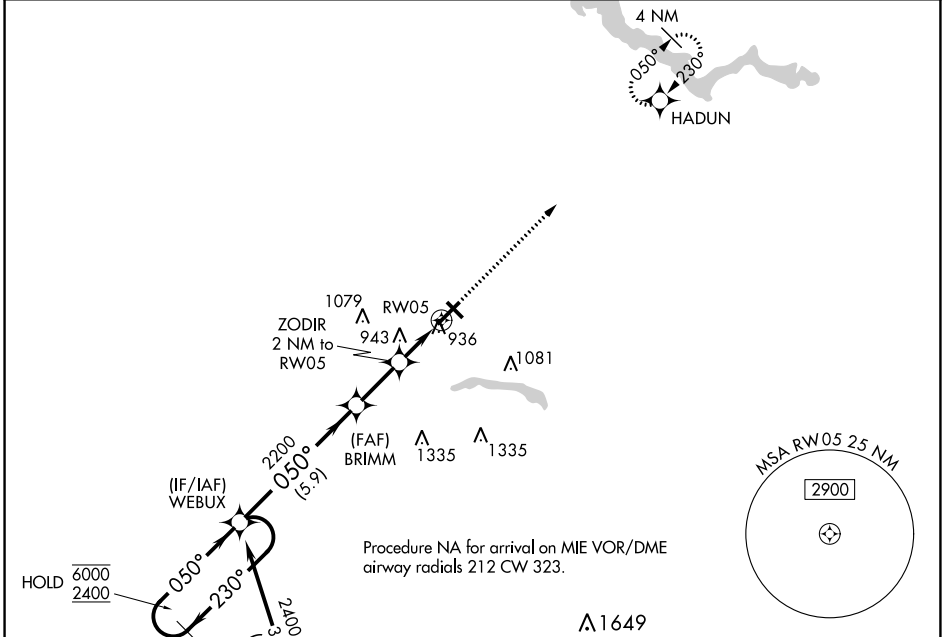 4 NM
050°
230°
HADUN
1079
RW05
ZODIR
2 NM to
RW05
943
936
1081
(FAF)
BRIMM
1335
1335
2200
050°
(5.9)
(IF/IAF)
WEBUX
MSA RW05 25 NM
2900
Procedure NA for arrival on MIE VOR/DME
airway radials 212 CW 323.
HOLD
6000
2400
050°
230°
2400
1649